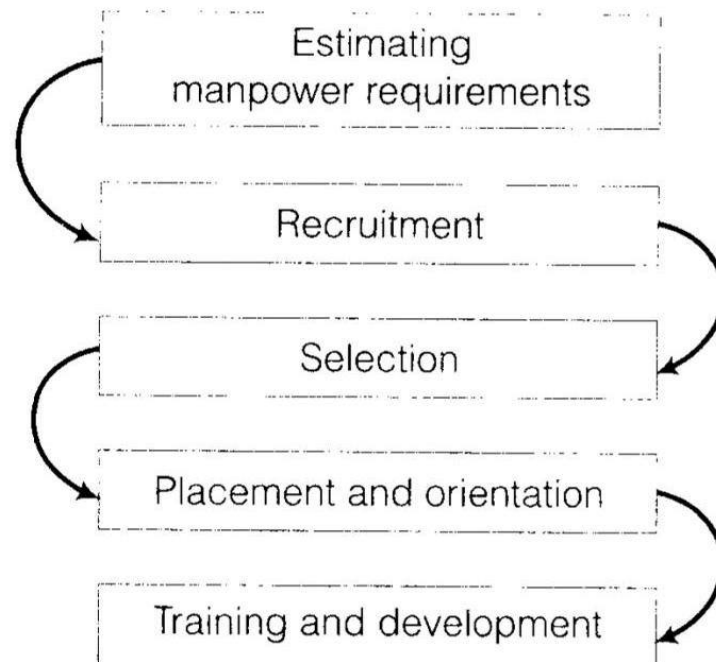 Estimating
manpower requirements
Recruitment
Selection
Placement and orientation
Training and development